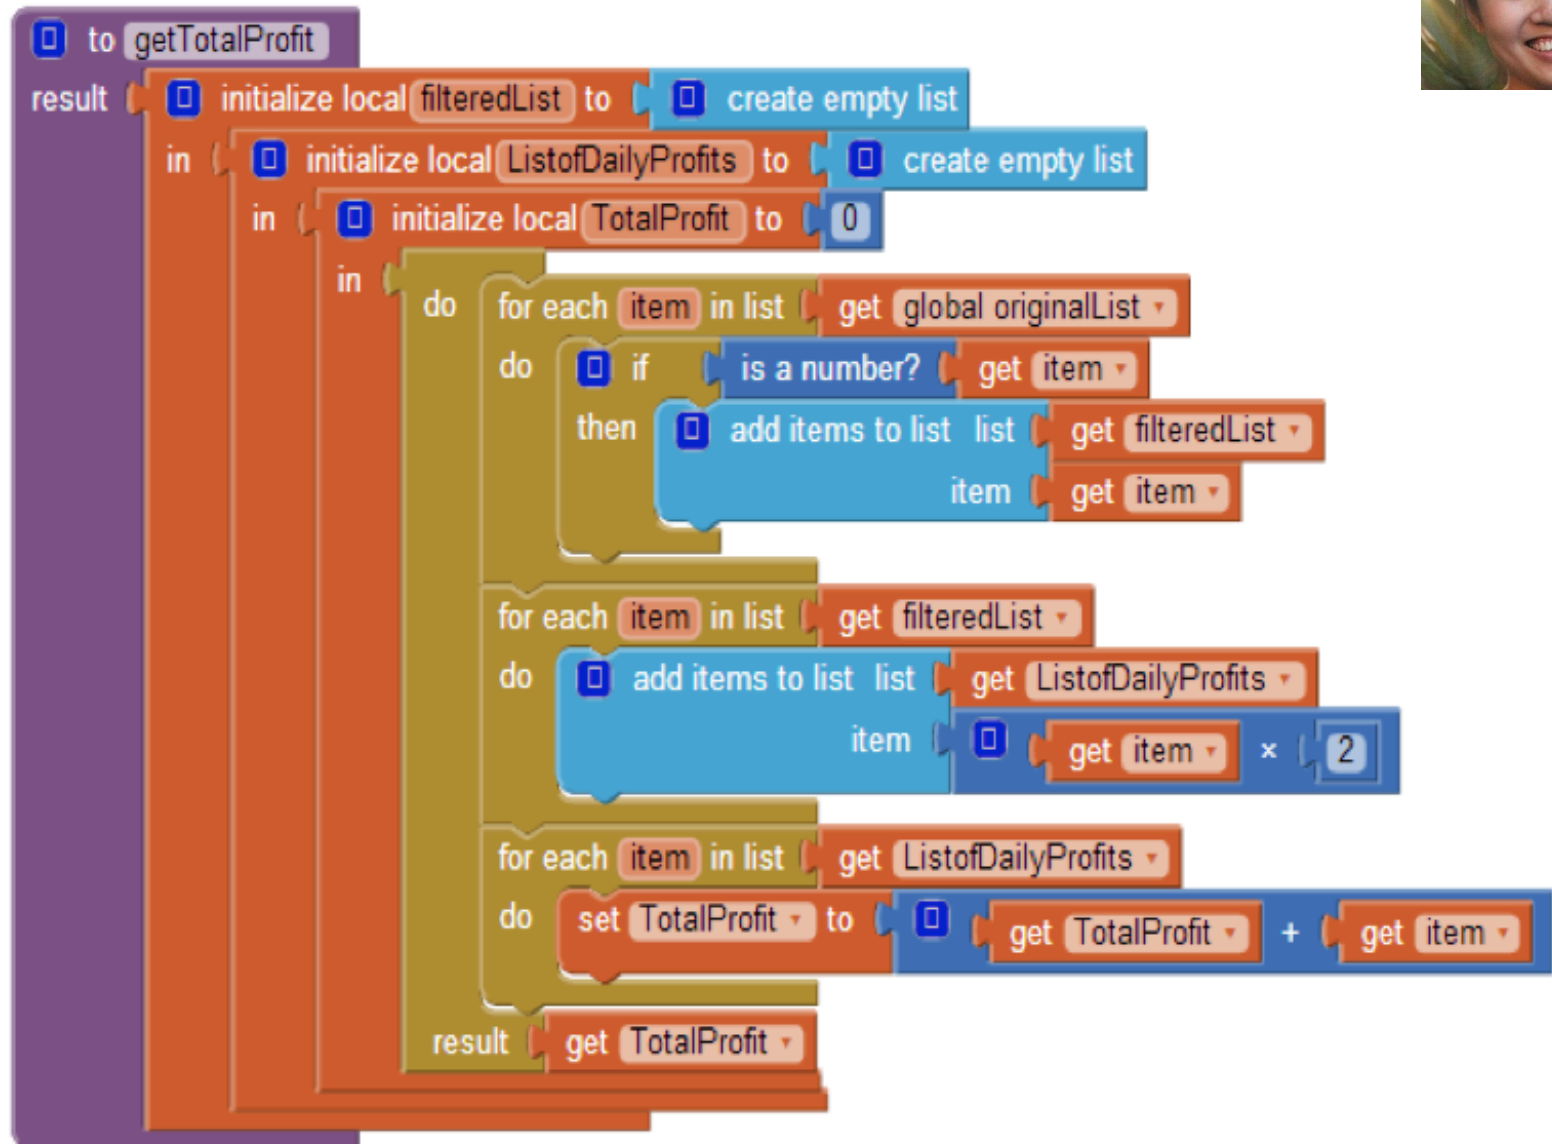 to getTotalProfit
result initialize local filteredList to create empty list
in initialize local ListofDailyProfits to create empty list
in initialize local TotalProfit to 0
in
do for each item in list get global originalList
do if is a number? get item
then add items to list list get filteredList
item get item
for each item in list get filteredList
do add items to list list get ListofDailyProfits
item get item × 2
for each item in list get ListofDailyProfits
do set TotalProfit to get TotalProfit + get item
result get TotalProfit